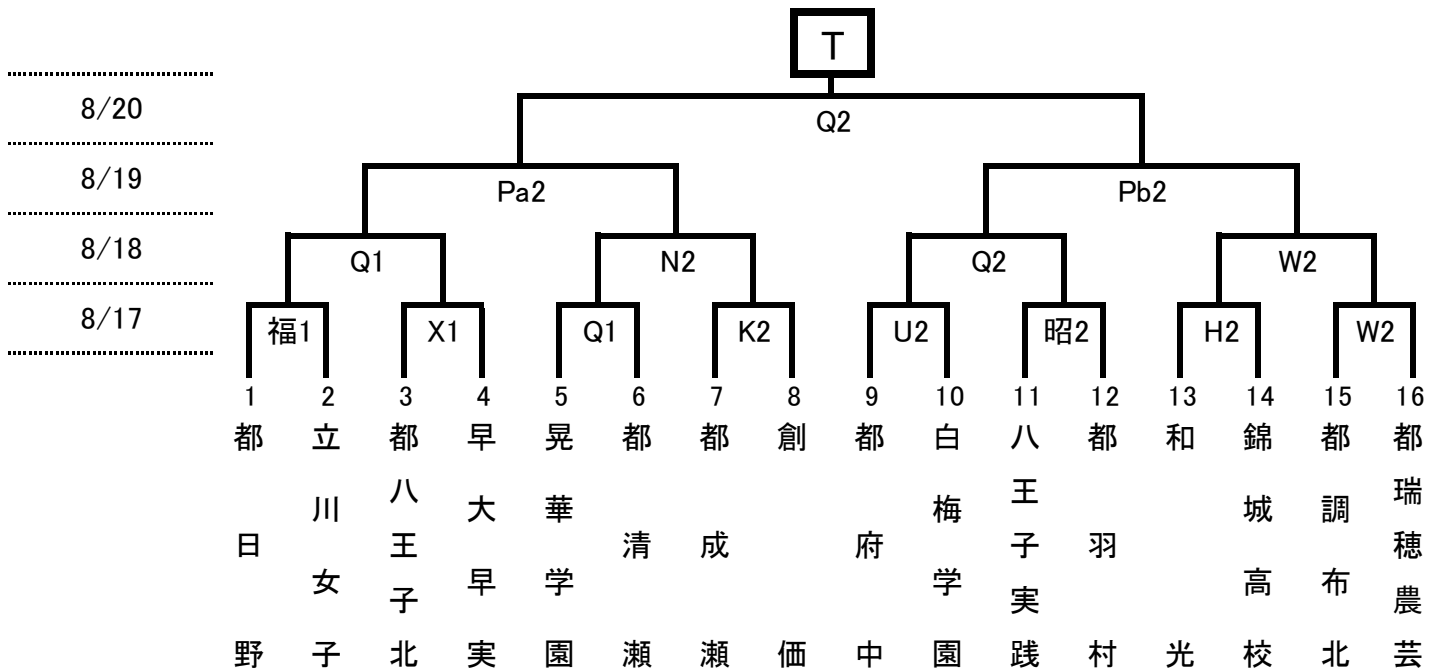 T
8/20
Q2
8/19
Pa2
Pb2
8/18
Q1
N2
Q2
W2
8/17
福1
X1
Q1
K2
U2
昭2
H2
W2
1 2 3 4 5 6 7 8 9 10 11 12 13 14 15 16
都日野
立川女子
都八王子北
早大早実
晃華学園
都清瀬
都成瀬
創価
都府中
白梅学園
八王子実践
都羽村
和光
錦城高校
都調布北
都瑞穂農芸